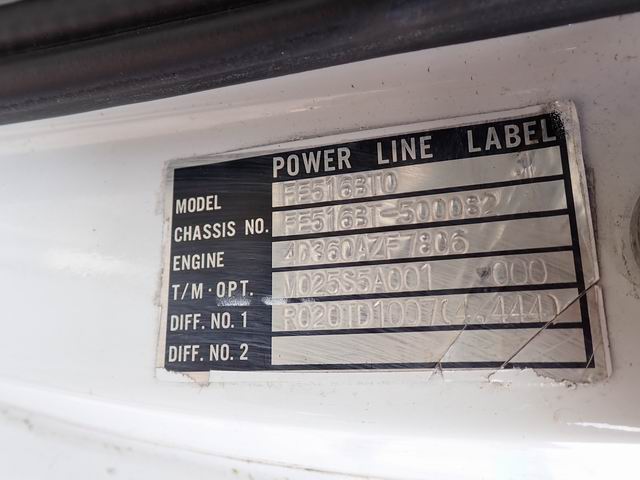 POWER LINE LABEL
MODEL FE516BT0
CHASSIS NO. FE516BT-500082
ENGINE 4D360AZF7806
T/M·OPT. M025S5A001 000
DIFF. NO. 1 R020TD1007(4.444)
DIFF. NO. 2